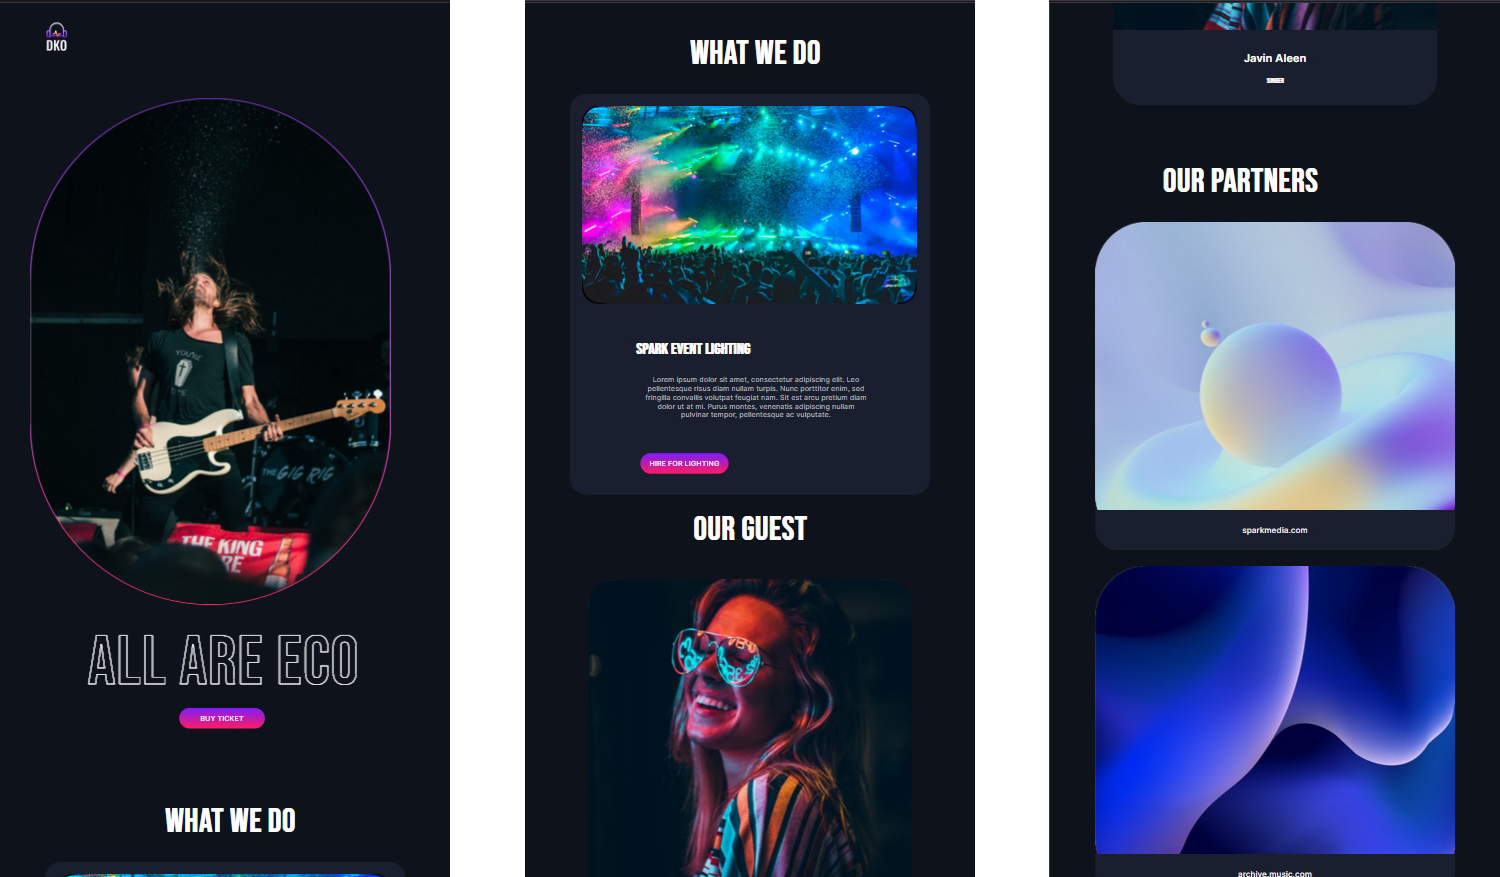 DKO
YOU'RE
THE GIG RIG
THE KING
ALL ARE ECO
BUY TICKET
WHAT WE DO
WHAT WE DO
SPARK EVENT LIGHTING
Lorem ipsum dolor sit amet, consectetur adipiscing elit. Leo
pellentesque risus diam nullam turpis. Nunc porttitor enim, sed
fringilla convallis volutpat feugiat nam. Sit est arcu pretium diam
dolor ut at mi. Purus montes, venenatis adipiscing nullam
pulvinar tempor, pellentesque ac vulputate.
HIRE FOR LIGHTING
OUR GUEST
Javin Aleen
SINGER
OUR PARTNERS
sparkmedia.com
archive.music.com